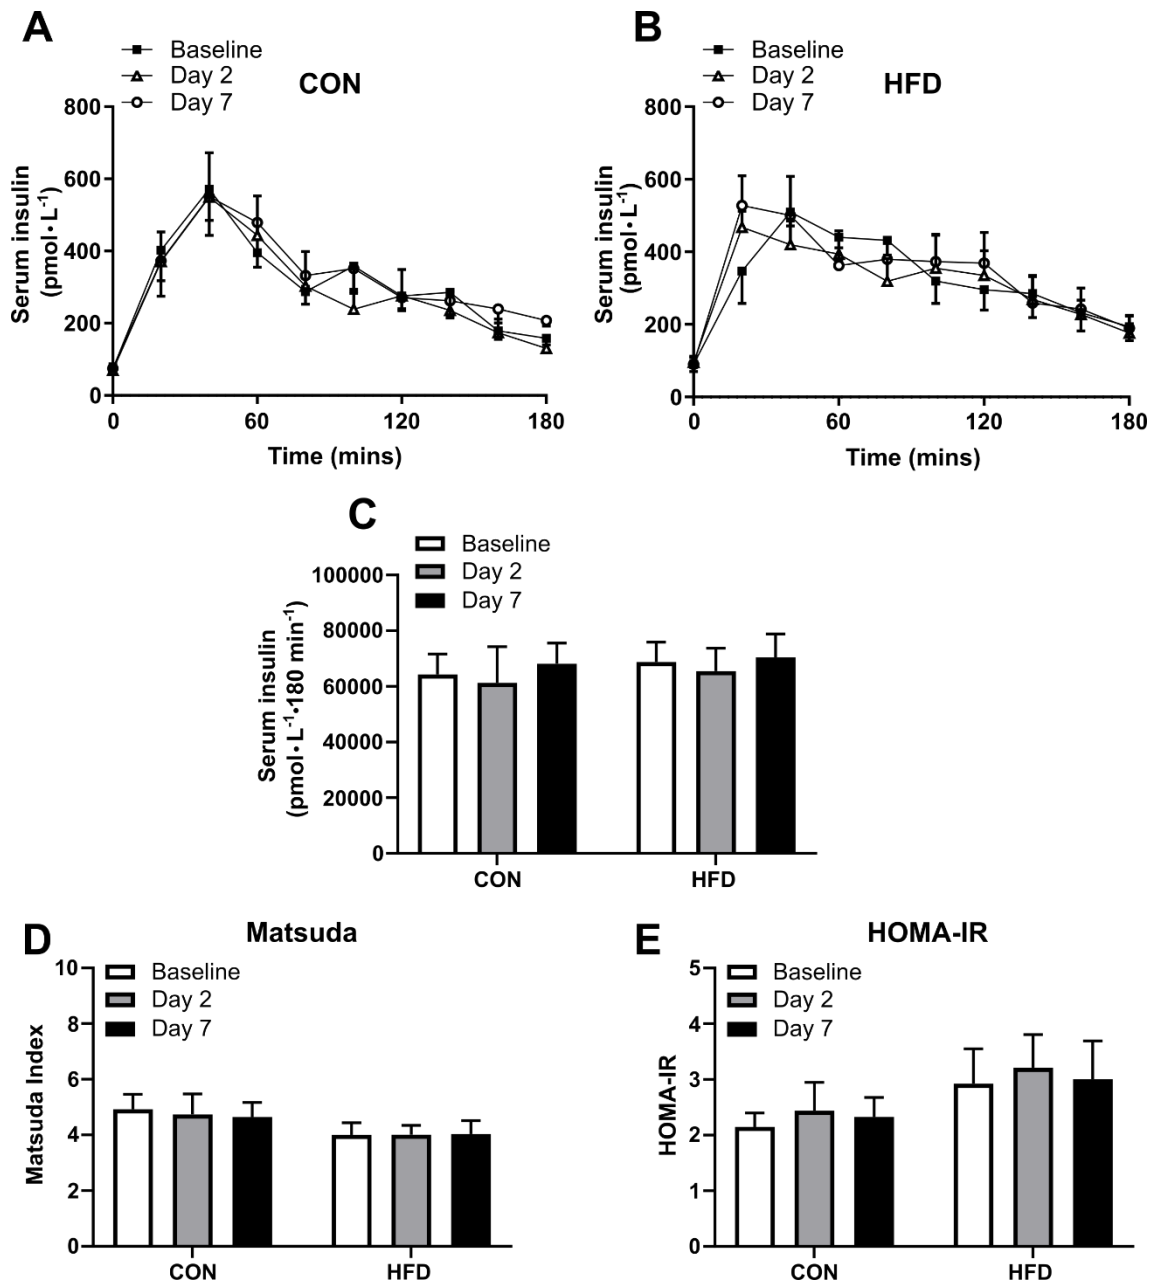 A
Baseline
Day 2
Day 7
CON
800
600
400
200
0
Serum insulin
(pmol•L⁻¹)
0 60 120 180
Time (mins)
B
Baseline
Day 2
Day 7
HFD
800
600
400
200
0
Serum insulin
(pmol•L⁻¹)
0 60 120 180
Time (mins)
C
Baseline
Day 2
Day 7
100000
80000
60000
40000
20000
0
Serum insulin
(pmol•L⁻¹•180 min⁻¹)
CON HFD
D
Matsuda
Baseline
Day 2
Day 7
10
8
6
4
2
0
Matsuda Index
CON HFD
E
HOMA-IR
Baseline
Day 2
Day 7
5
4
3
2
1
0
HOMA-IR
CON HFD